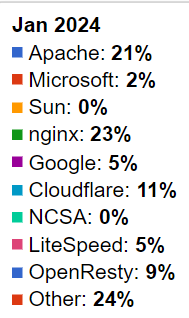 Jan 2024
Apache: 21%
Microsoft: 2%
Sun: 0%
nginx: 23%
Google: 5%
Cloudflare: 11%
NCSA: 0%
LiteSpeed: 5%
OpenResty: 9%
Other: 24%